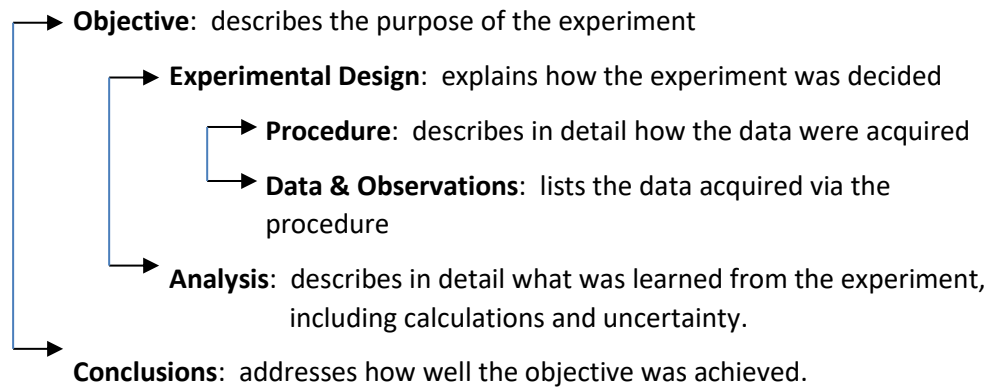 Objective: describes the purpose of the experiment
Experimental Design: explains how the experiment was decided
Procedure: describes in detail how the data were acquired
Data & Observations: lists the data acquired via the
procedure
Analysis: describes in detail what was learned from the experiment,
including calculations and uncertainty.
Conclusions: addresses how well the objective was achieved.